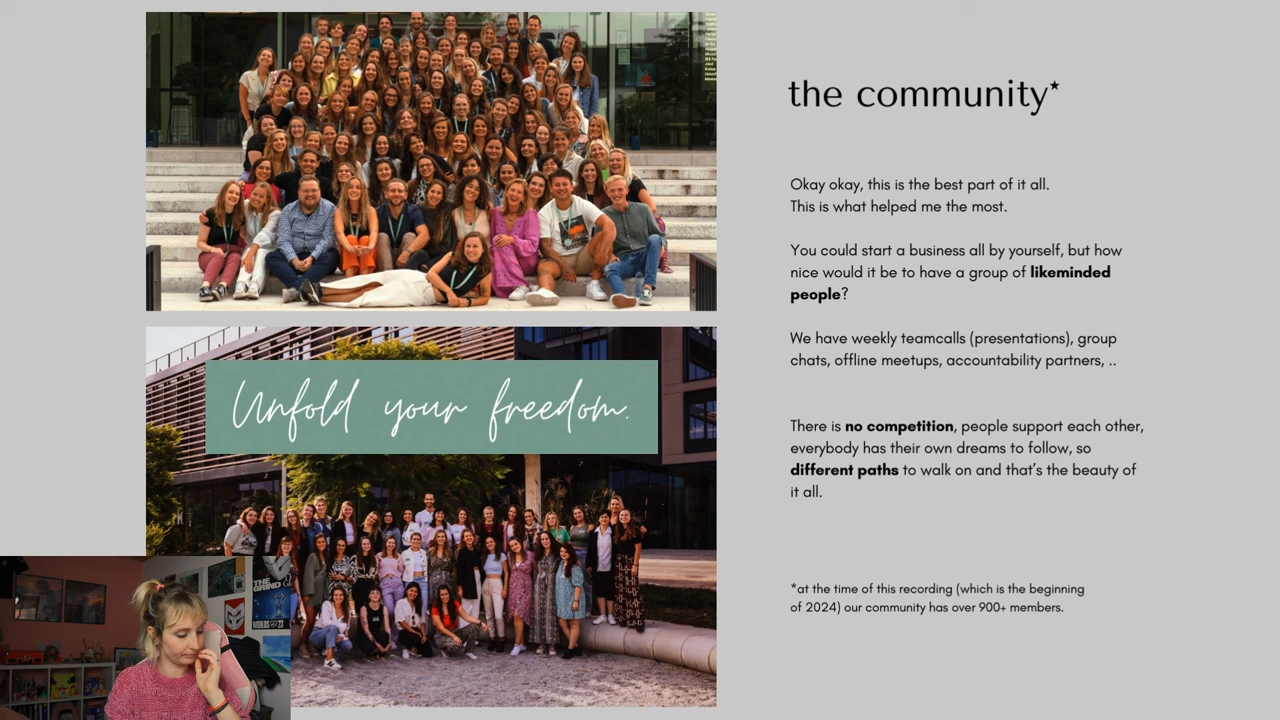 the community*
Okay okay, this is the best part of it all.
This is what helped me the most.
You could start a business all by yourself, but how
nice would it be to have a group of likeminded
people?
We have weekly teamcalls (presentations), group
chats, offline meetups, accountability partners, ..
There is no competition, people support each other,
everybody has their own dreams to follow, so
different paths to walk on and that's the beauty of
it all.
*at the time of this recording (which is the beginning
of 2024) our community has over 900+ members.
Unfold your freedom.
THE
GRIND
WORLDS